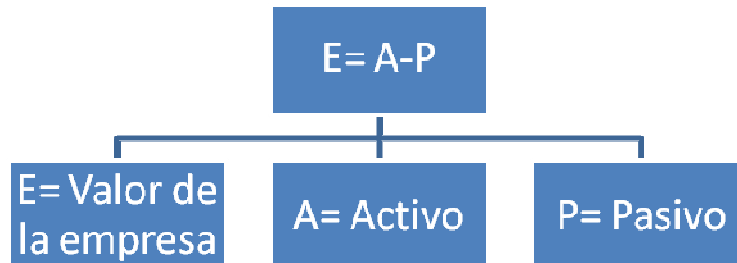 E= A-P
E= Valor de
la empresa
A= Activo
P= Pasivo